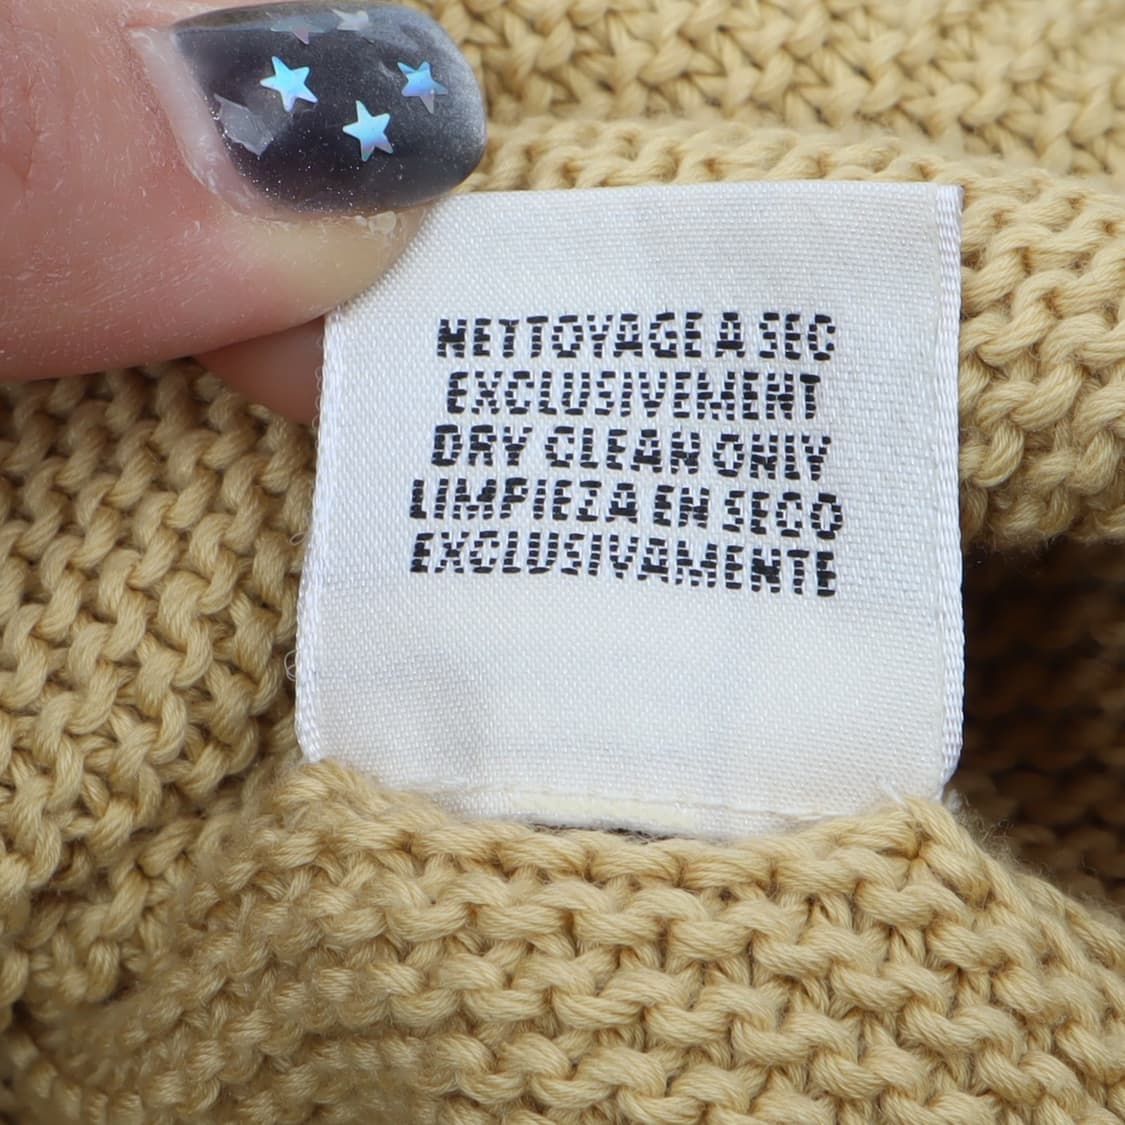 NETTOYAGE A SEC
EXCLUSIVEMENT
DRY CLEAN ONLY
LIMPIEZA EN SECO
EXCLUSIVAMENTE